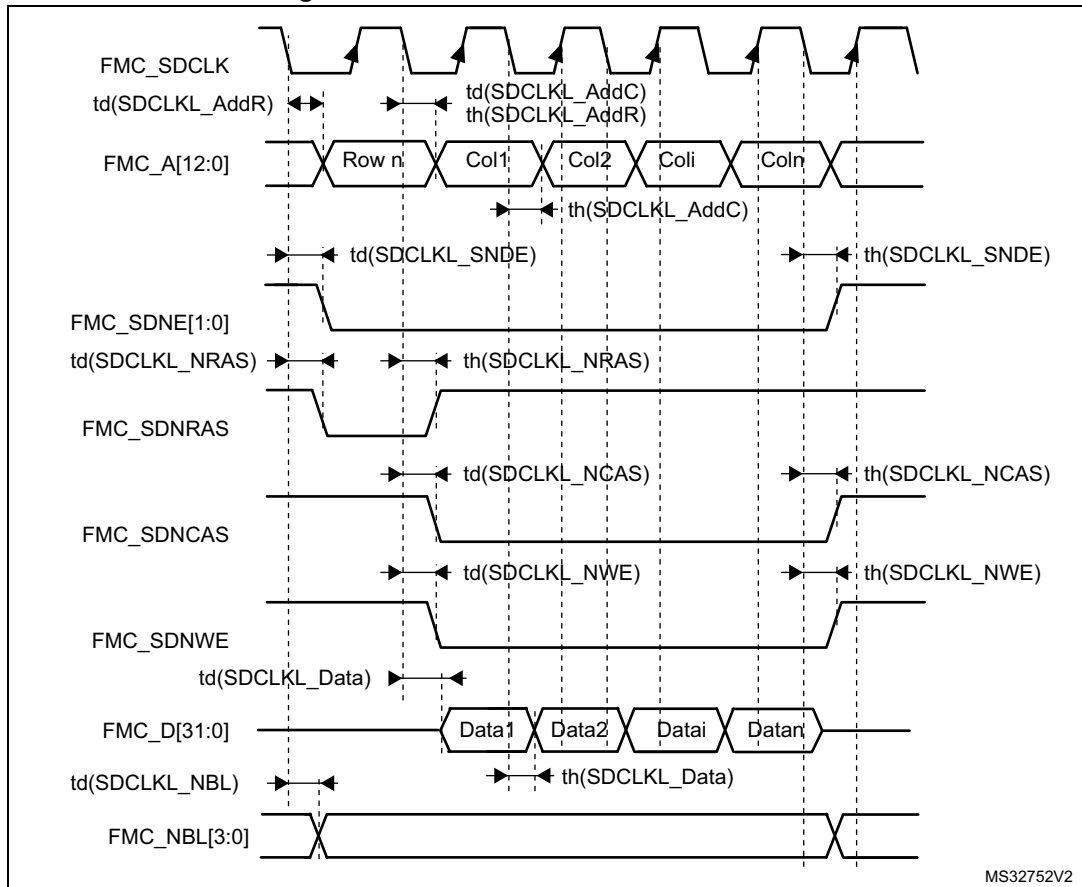 FMC_SDCLK
td(SDCLKL_AddR)
td(SDCLKL_AddC)
th(SDCLKL_AddR)
FMC_A[12:0]
Row n
Col1
Col2
Coli
Coln
th(SDCLKL_AddC)
td(SDCLKL_SNDE)
th(SDCLKL_SNDE)
FMC_SDNE[1:0]
td(SDCLKL_NRAS)
th(SDCLKL_NRAS)
FMC_SDNRAS
td(SDCLKL_NCAS)
th(SDCLKL_NCAS)
FMC_SDNCAS
td(SDCLKL_NWE)
th(SDCLKL_NWE)
FMC_SDNWE
td(SDCLKL_Data)
FMC_D[31:0]
Data1
Data2
Datai
Datan
td(SDCLKL_NBL)
th(SDCLKL_Data)
FMC_NBL[3:0]
MS32752V2